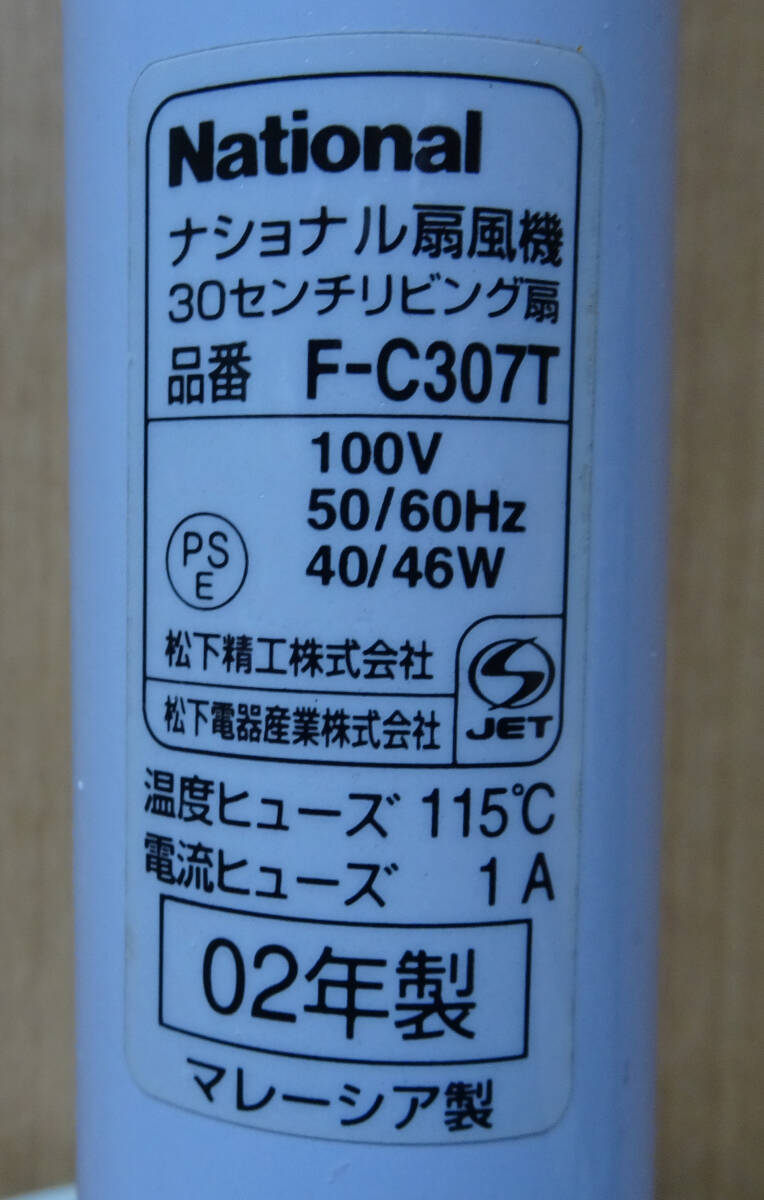 National
ナショナル扇風機
30センチリビング扇
品番 F-C307T
100V
50/60Hz
40/46W
PS
E
松下精工株式会社
松下電器産業株式会社
JET
温度ヒューズ 115℃
電流ヒューズ 1A
02年製
マレーシア製